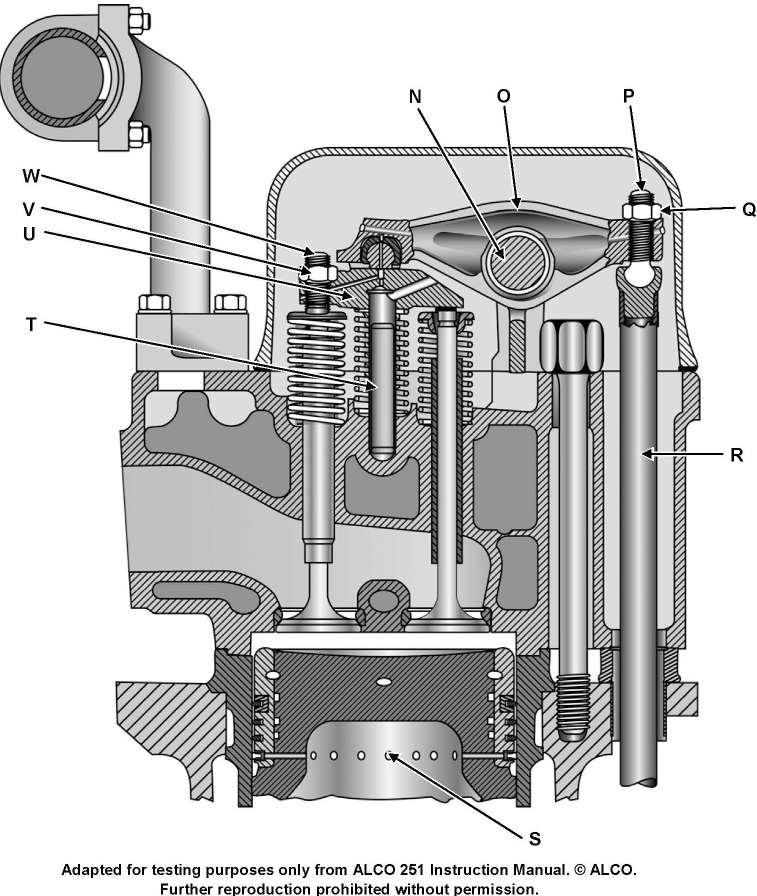 N
O
P
W
V
Q
U
T
R
S
Adapted for testing purposes only from ALCO 251 Instruction Manual. © ALCO.
Further reproduction prohibited without permission.